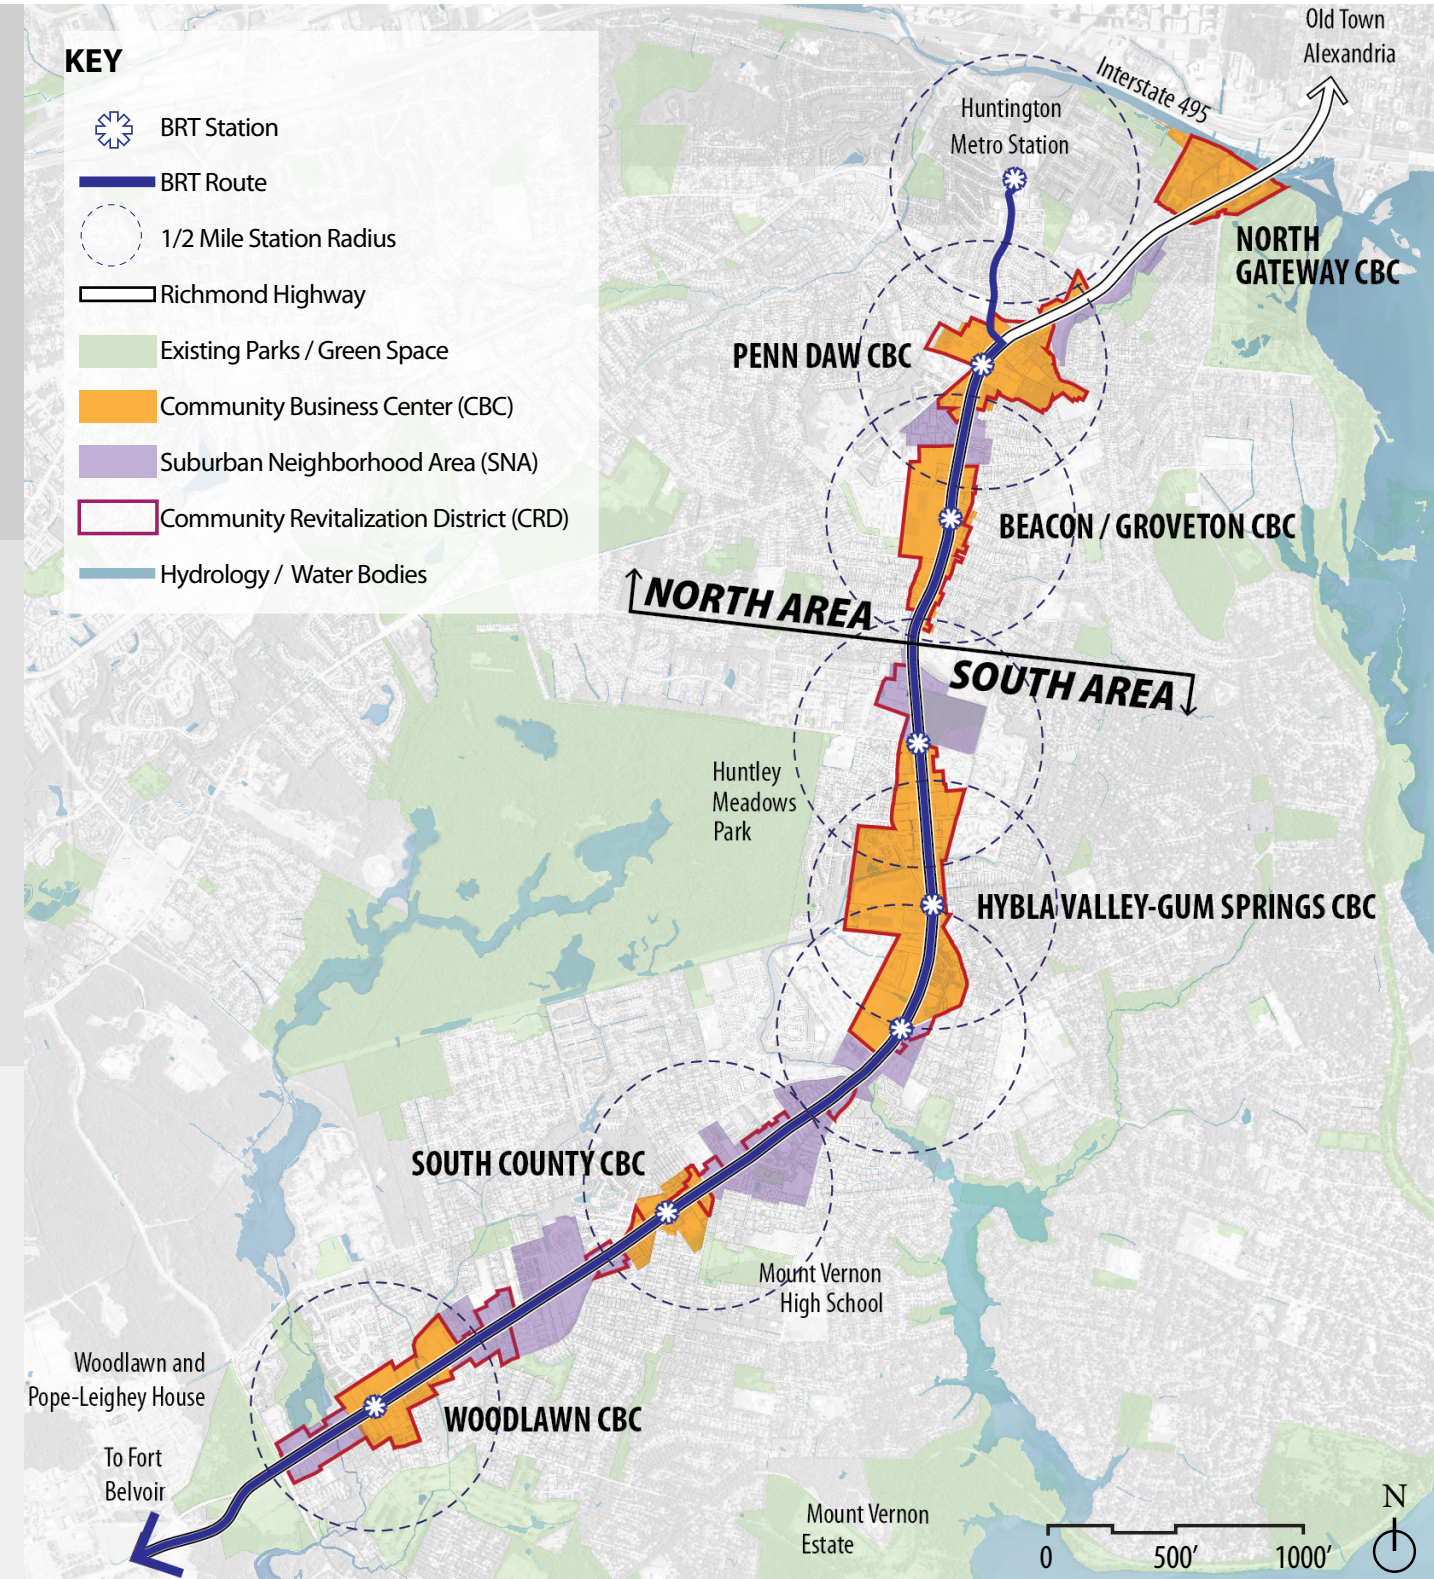 KEY
BRT Station
BRT Route
1/2 Mile Station Radius
Richmond Highway
Existing Parks / Green Space
Community Business Center (CBC)
Suburban Neighborhood Area (SNA)
Community Revitalization District (CRD)
Hydrology / Water Bodies
Old Town
Alexandria
Interstate 495
Huntington
Metro Station
NORTH
GATEWAY CBC
PENN DAW CBC
BEACON / GROVETON CBC
NORTH AREA
SOUTH AREA
Huntley
Meadows
Park
HYBLA VALLEY-GUM SPRINGS CBC
SOUTH COUNTY CBC
Mount Vernon
High School
Woodlawn and
Pope-Leighey House
WOODLAWN CBC
To Fort
Belvoir
Mount Vernon
Estate
N
0 500’ 1000’